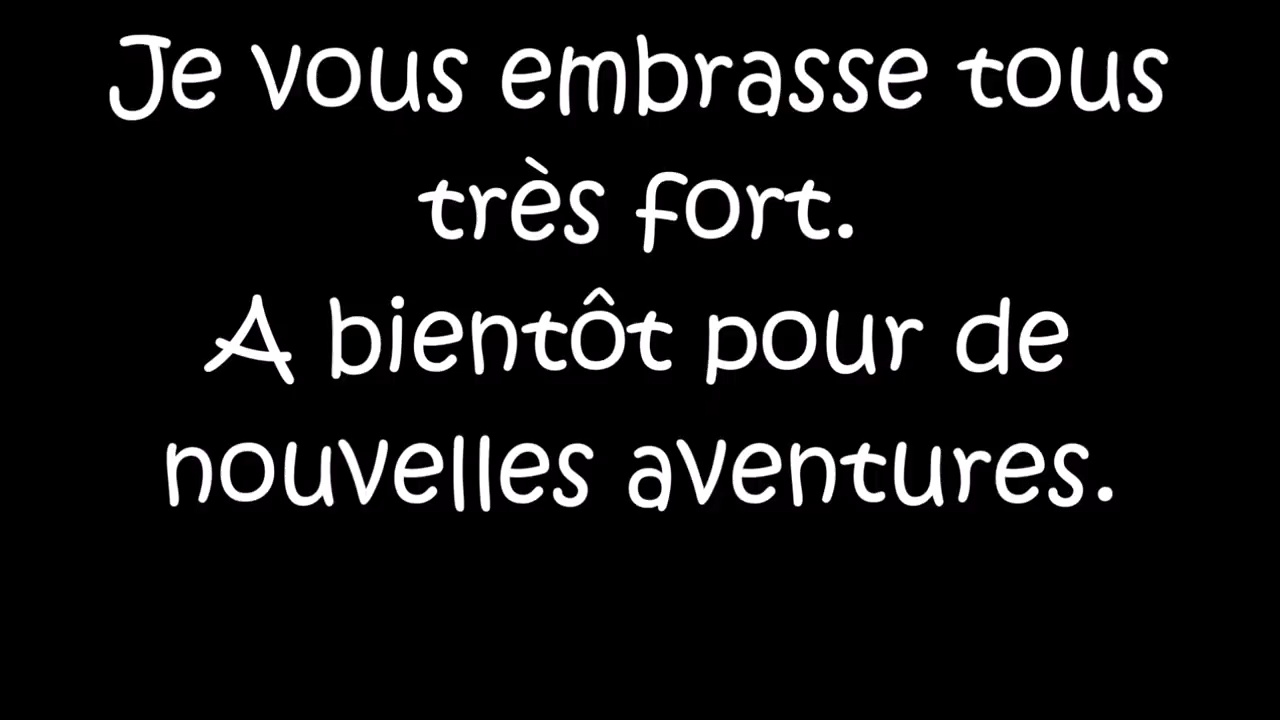 Je vous embrasse tous
très fort.
A bientôt pour de
nouvelles aventures.